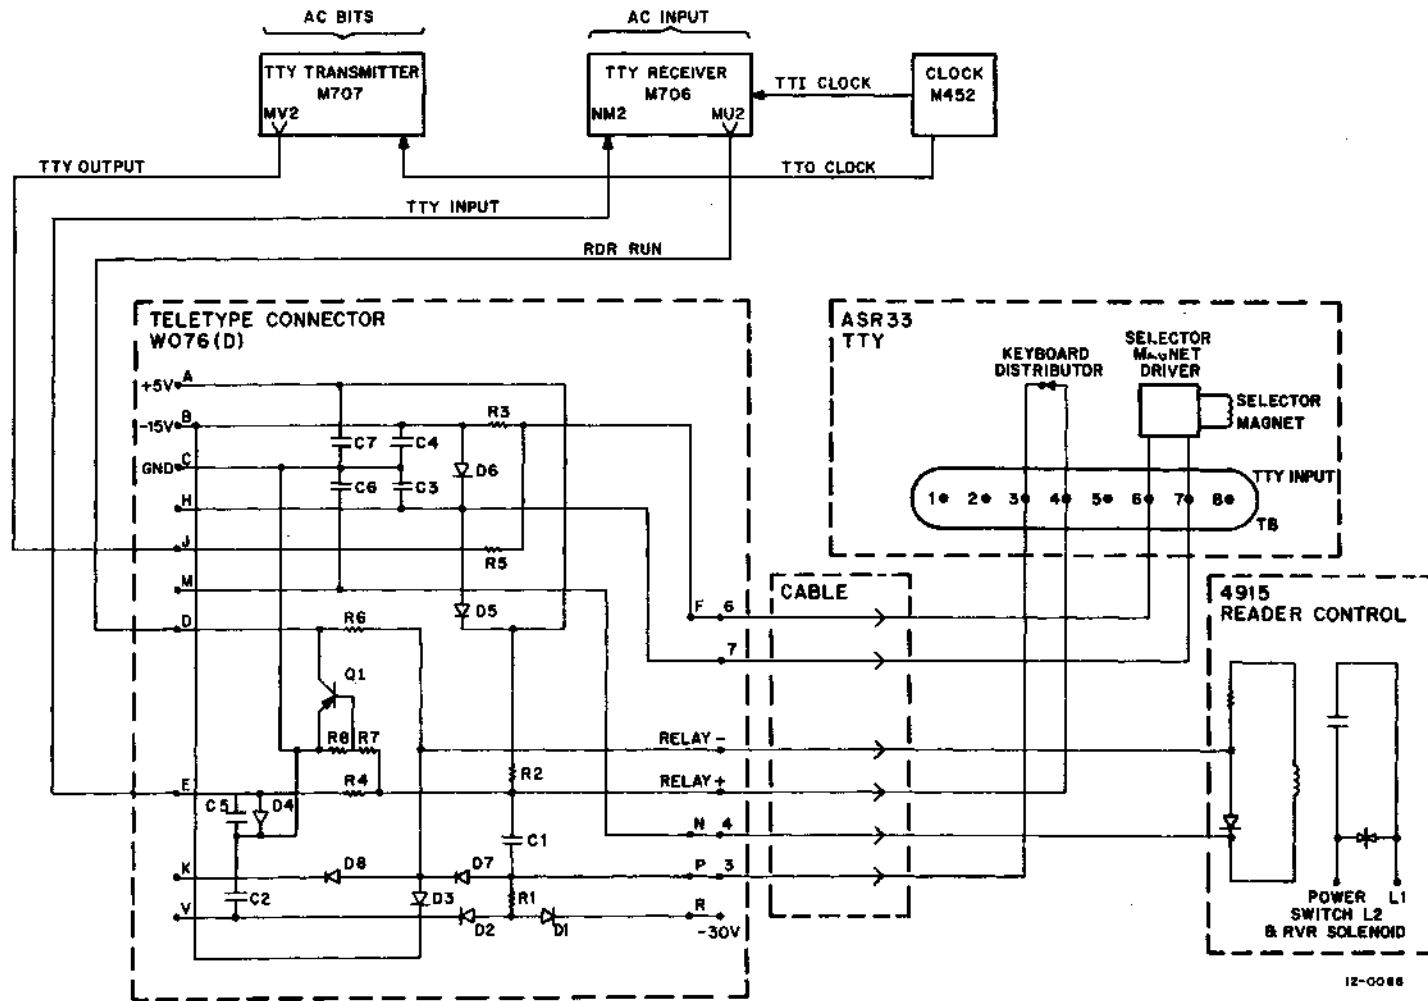 AC BITS
AC INPUT
TTY TRANSMITTER
M707
MV2
TTY RECEIVER
M706
NM2
MU2
TTI CLOCK
CLOCK
M452
TTY OUTPUT
TTO CLOCK
TTY INPUT
RDR RUN
TELETYPE CONNECTOR
W076(D)
+5V
A
-15V
B
R3
C7
C4
GND
C
D6
C6
C3
H
J
R5
M
D5
D
R6
Q1
R8
R7
R4
R2
E
C5
D4
C1
K
D8
D7
C2
D3
R1
V
D2
D1
F
6
7
RELAY -
RELAY +
N
4
P
3
R
-30V
CABLE
ASR33
TTY
KEYBOARD
DISTRIBUTOR
SELECTOR
DRIVER
SELECTOR
MAGNET
TTY INPUT
1
2
3
4
5
6
7
8
TB
4915
READER CONTROL
POWER
SWITCH L2
& RVR SOLENOID
L1